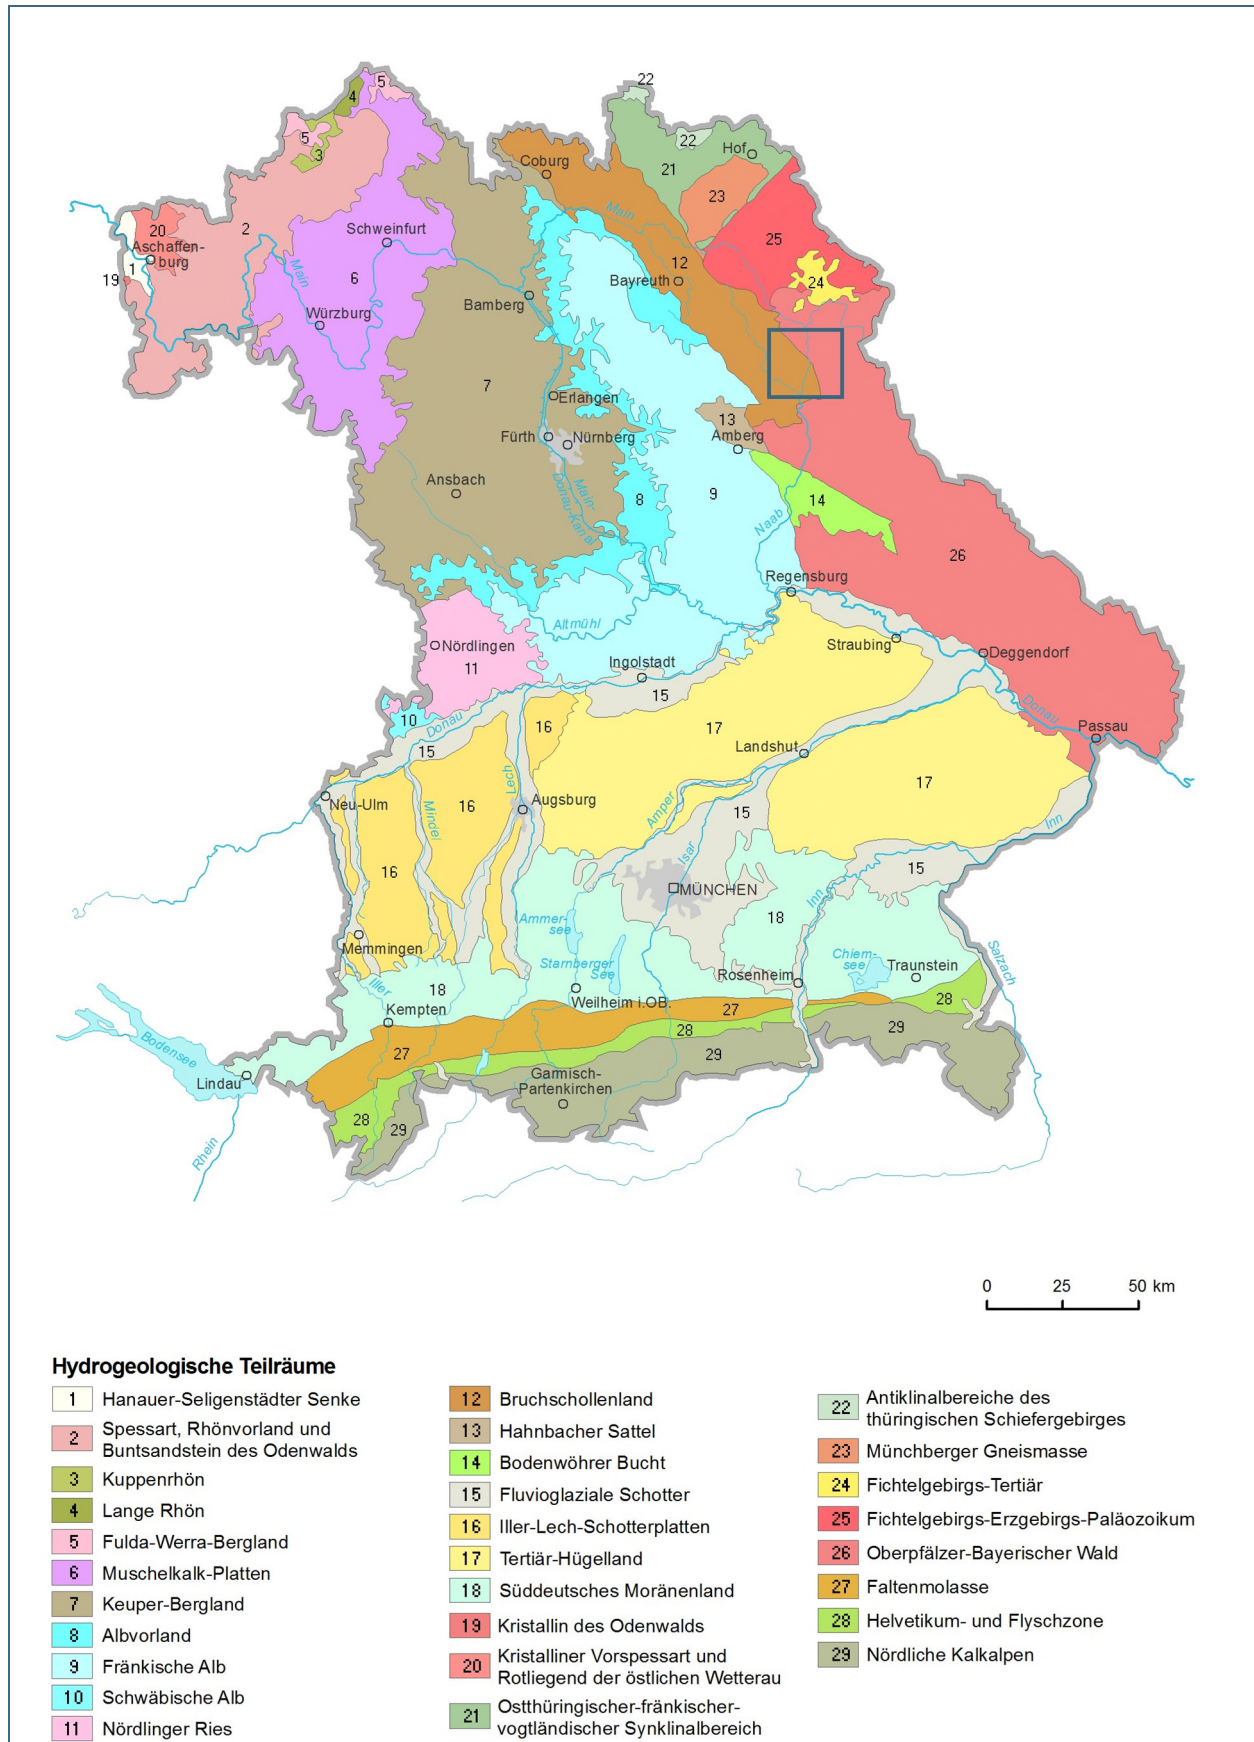 22
5
4
22
Hof
5
3
21
Coburg
23
20
2
Main
Schweinfurt
25
Aschaffen-
burg
1
19
Main
6
12
Bayreuth
24
Bamberg
Würzburg
7
Erlangen
13
Fürth
Nürnberg
Amberg
Ansbach
Main-
Donau-Kanal
8
9
14
Naab
26
Regensburg
Altmühl
Straubing
Nördlingen
Deggendorf
11
Ingolstadt
15
Donau
10
Donau
16
17
Passau
15
Landshut
Lech
17
Neu-Ulm
Mindel
16
Augsburg
Amper
15
Inn
Isar
16
15
MÜNCHEN
Inn
Ammer-
see
18
Memmingen
Starnberger
See
Chiem-
see
Salzach
Rosenheim
Traunstein
Iller
18
Weilheim i.OB.
28
Kempten
27
28
29
Bodensee
27
29
Lindau
Garmisch-
Partenkirchen
28
29
Rhein
0 25 50 km
Hydrogeologische Teilräume
1 Hanauer-Seligenstädter Senke
2 Spessart, Rhönvorland und
Buntsandstein des Odenwalds
3 Kuppenrhön
4 Lange Rhön
5 Fulda-Werra-Bergland
6 Muschelkalk-Platten
7 Keuper-Bergland
8 Albvorland
9 Fränkische Alb
10 Schwäbische Alb
11 Nördlinger Ries
12 Bruchschollenland
13 Hahnbacher Sattel
14 Bodenwöhrer Bucht
15 Fluvioglaziale Schotter
16 Iller-Lech-Schotterplatten
17 Tertiär-Hügelland
18 Süddeutsches Moränenland
19 Kristallin des Odenwalds
20 Kristalliner Vorspessart und
Rotliegend der östlichen Wetterau
21 Ostthüringischer-fränkischer-
vogtländischer Synklinalbereich
22 Antiklinalbereiche des
thüringischen Schiefergebirges
23 Münchberger Gneismasse
24 Fichtelgebirgs-Tertiär
25 Fichtelgebirgs-Erzgebirgs-Paläozoikum
26 Oberpfälzer-Bayerischer Wald
27 Faltenmolasse
28 Helvetikum- und Flyschzone
29 Nördliche Kalkalpen